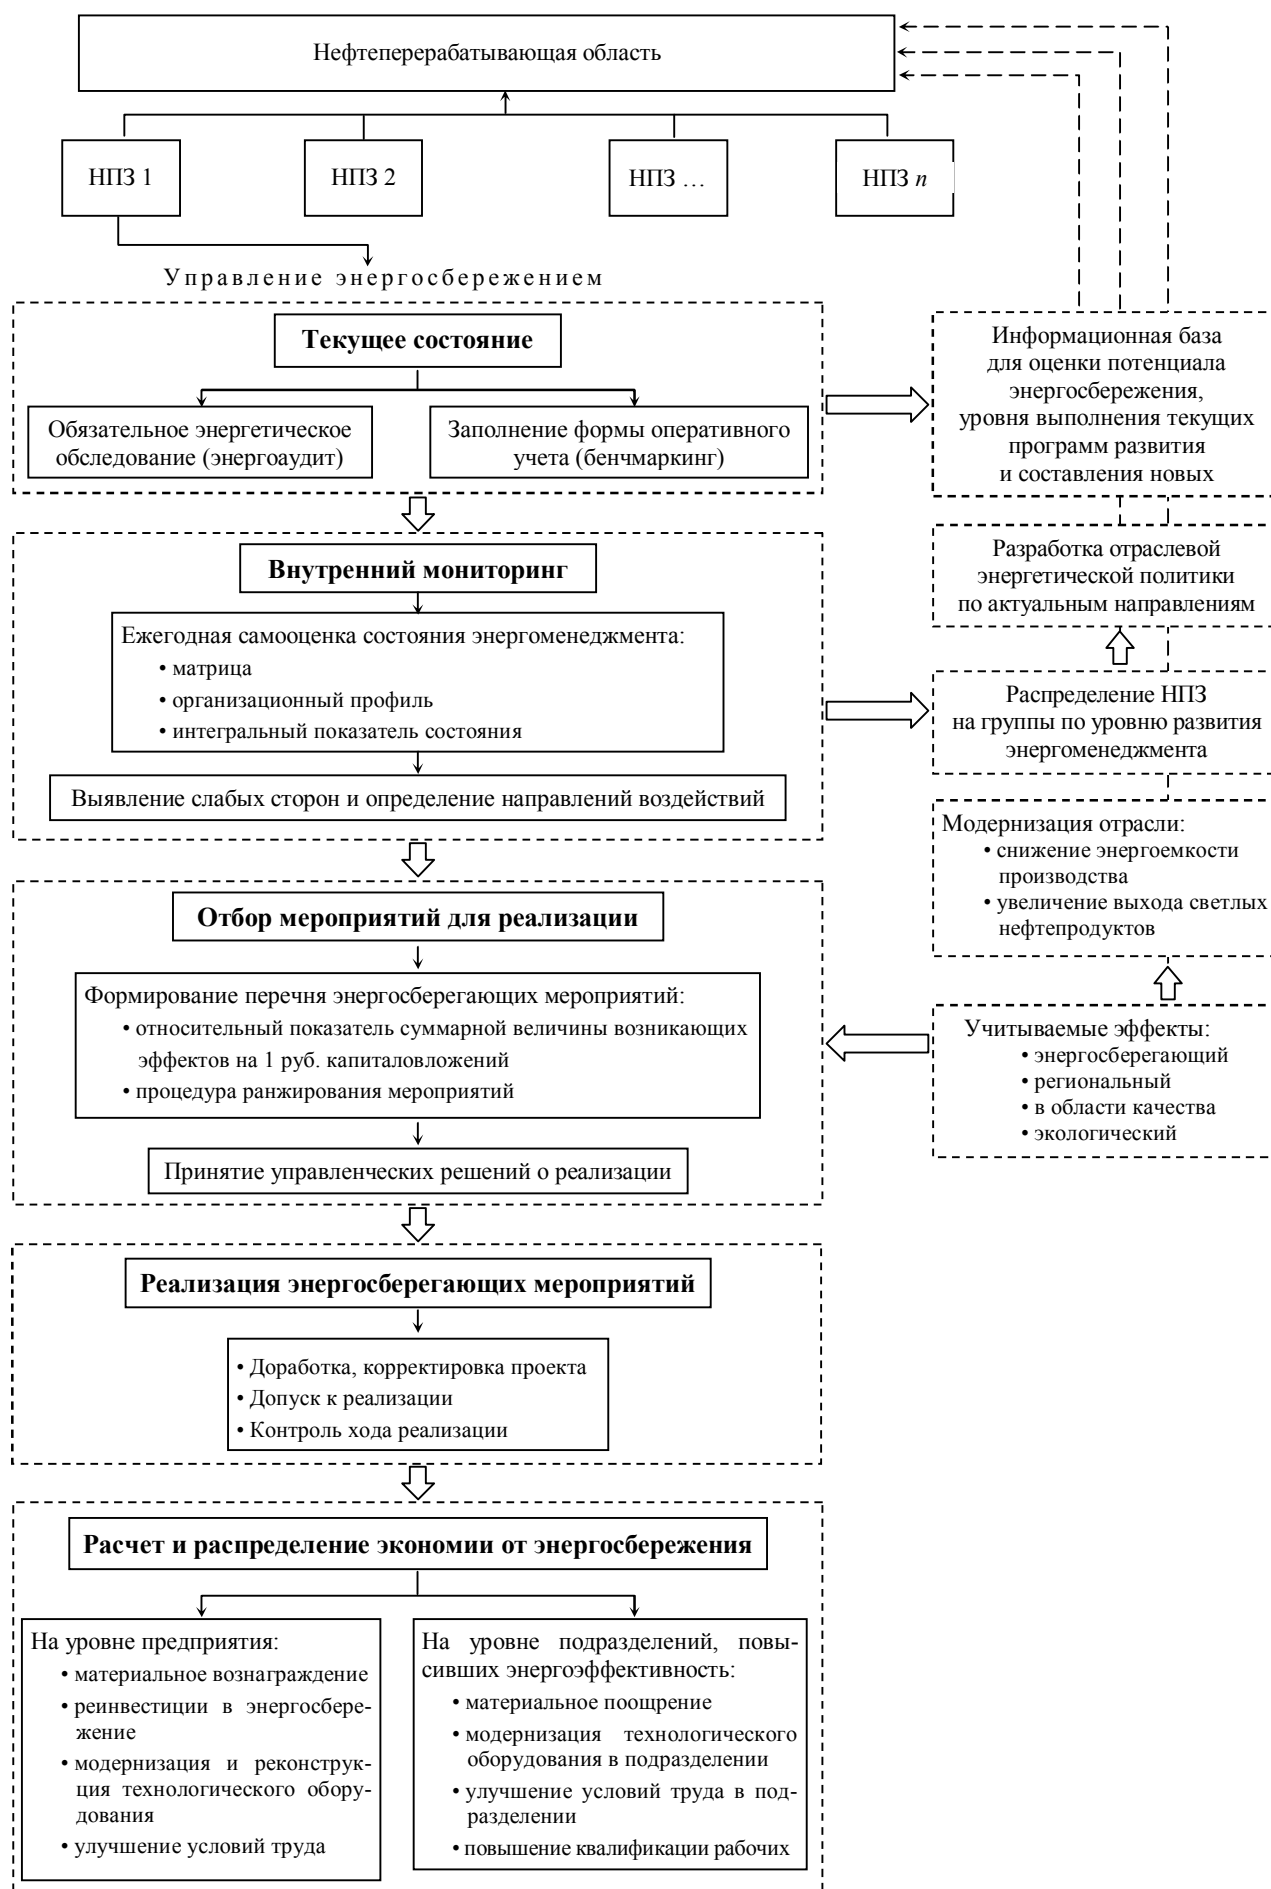 Нефтеперерабатывающая область
НПЗ 1
НПЗ 2
НПЗ …
НПЗ n
Управление энергосбережением
Текущее состояние
Обязательное энергетическое
обследование (энергоаудит)
Заполнение формы оперативного
учета (бенчмаркинг)
Информационная база
для оценки потенциала
энергосбережения,
уровня выполнения текущих
программ развития
и составления новых
Внутренний мониторинг
Ежегодная самооценка состояния энергоменеджмента:
• матрица
• организационный профиль
• интегральный показатель состояния
Выявление слабых сторон и определение направлений воздействий
Разработка отраслевой
энергетической политики
по актуальным направлениям
Распределение НПЗ
на группы по уровню развития
энергоменеджмента
Модернизация отрасли:
• снижение энергоемкости
производства
• увеличение выхода светлых
нефтепродуктов
Отбор мероприятий для реализации
Формирование перечня энергосберегающих мероприятий:
• относительный показатель суммарной величины возникающих
эффектов на 1 руб. капиталовложений
• процедура ранжирования мероприятий
Принятие управленческих решений о реализации
Учитываемые эффекты:
• энергосберегающий
• региональный
• в области качества
• экологический
Реализация энергосберегающих мероприятий
• Доработка, корректировка проекта
• Допуск к реализации
• Контроль хода реализации
Расчет и распределение экономии от энергосбережения
На уровне предприятия:
• материальное вознаграждение
• реинвестиции в энергосбере-
жение
• модернизация и реконструк-
ция технологического обору-
дования
• улучшение условий труда
На уровне подразделений, повы-
сивших энергоэффективность:
• материальное поощрение
• модернизация технологического
оборудования в подразделении
• улучшение условий труда в под-
разделении
• повышение квалификации рабочих